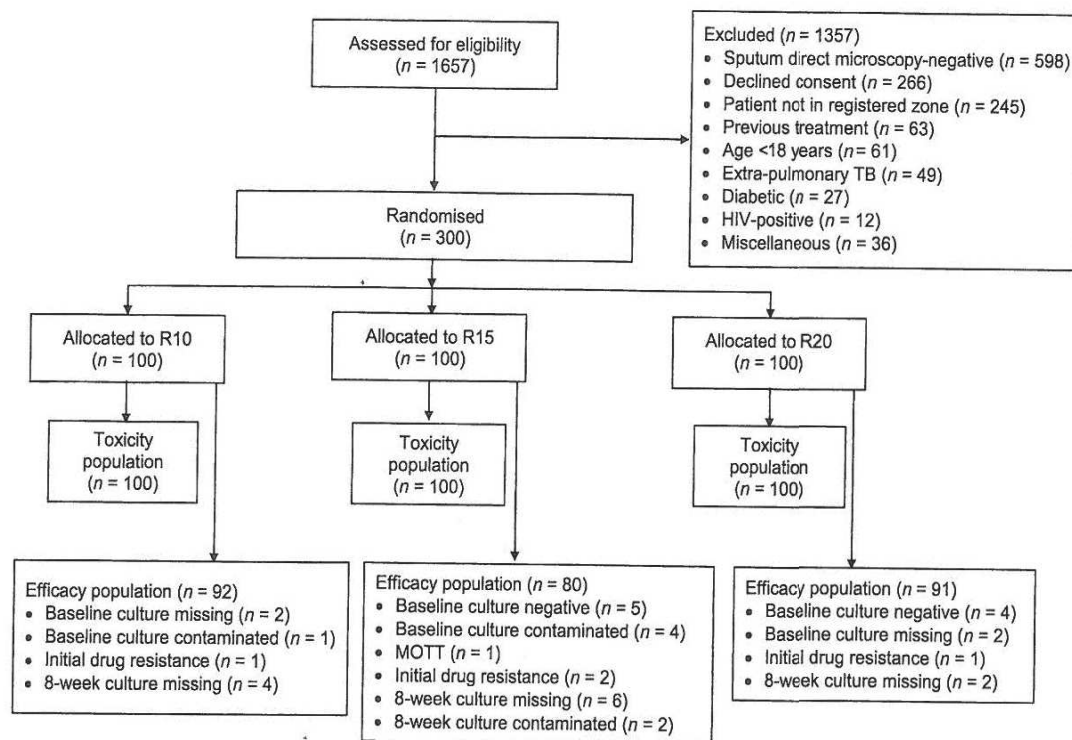 Assessed for eligibility
(n = 1657)
Excluded (n = 1357)
• Sputum direct microscopy-negative (n = 598)
• Declined consent (n = 266)
• Patient not in registered zone (n = 245)
• Previous treatment (n = 63)
• Age <18 years (n = 61)
• Extra-pulmonary TB (n = 49)
• Diabetic (n = 27)
• HIV-positive (n = 12)
• Miscellaneous (n = 36)
Randomised
(n = 300)
Allocated to R10
(n = 100)
Allocated to R15
(n = 100)
Allocated to R20
(n = 100)
Toxicity
population
(n = 100)
Toxicity
population
(n = 100)
Toxicity
population
(n = 100)
Efficacy population (n = 92)
• Baseline culture missing (n = 2)
• Baseline culture contaminated (n = 1)
• Initial drug resistance (n = 1)
• 8-week culture missing (n = 4)
Efficacy population (n = 80)
• Baseline culture negative (n = 5)
• Baseline culture contaminated (n = 4)
• MOTT (n = 1)
• Initial drug resistance (n = 2)
• 8-week culture missing (n = 6)
• 8-week culture contaminated (n = 2)
Efficacy population (n = 91)
• Baseline culture negative (n = 4)
• Baseline culture missing (n = 2)
• Initial drug resistance (n = 1)
• 8-week culture missing (n = 2)